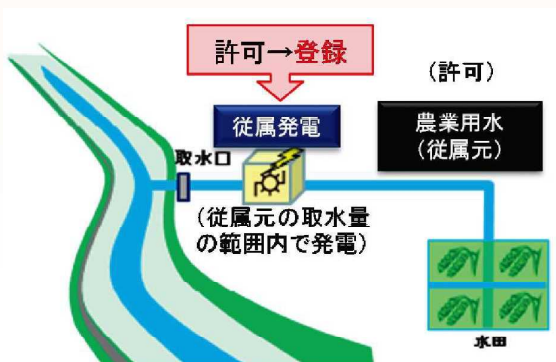 許可→登録
(許可)
従属発電
農業用水
(従属元)
取水口
(従属元の取水量
の範囲内で発電)
水田